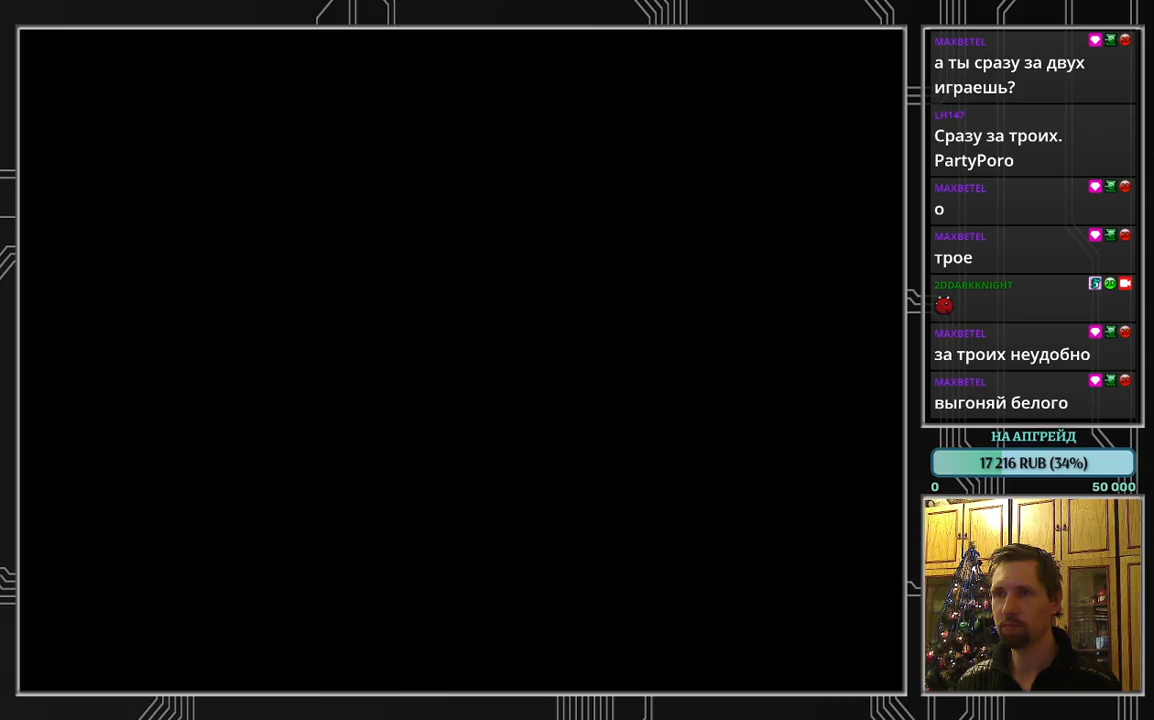 MAXBETEL
а ты сразу за двух
играешь?
LH147
Сразу за троих.
PartyPoro
MAXBETEL
о
MAXBETEL
трое
2DDARKKNIGHT
MAXBETEL
за троих неудобно
MAXBETEL
выгоняй белого
НА АПГРЕЙД
17 216 RUB (34%)
0 50 000